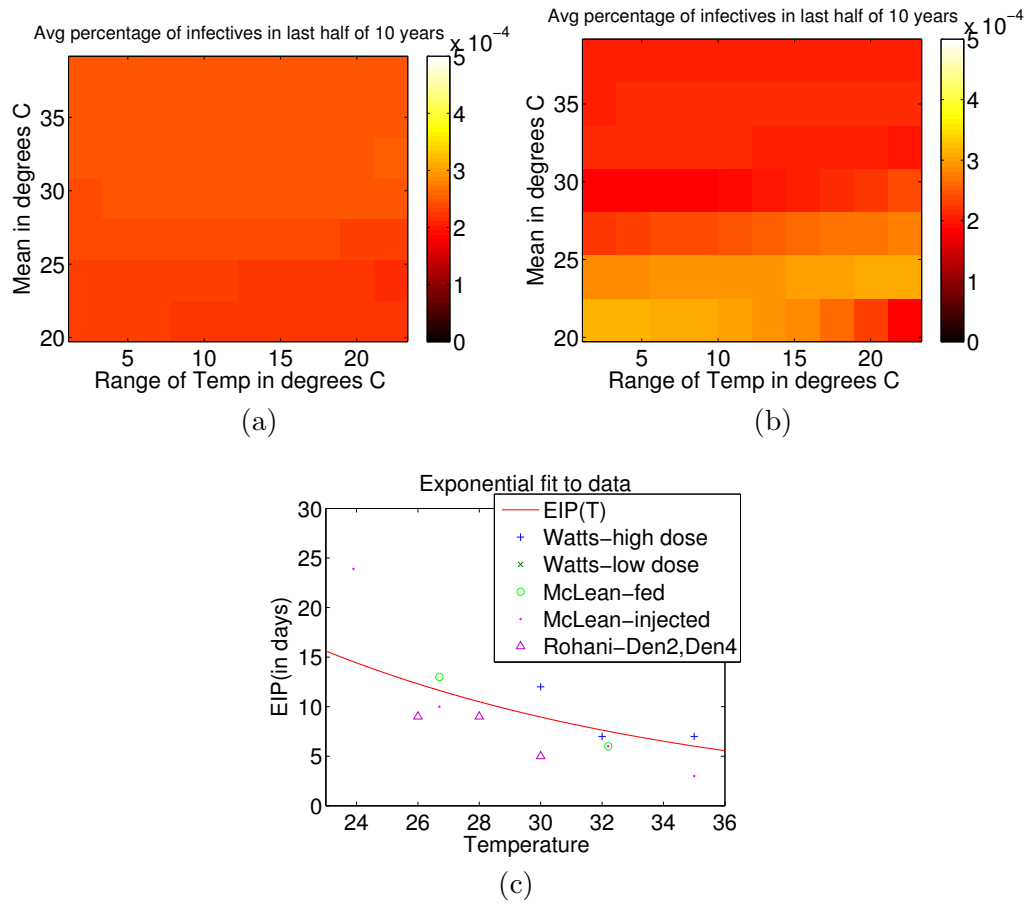 Avg percentage of infectives in last half of 10 years
x 10⁻⁴
Mean in degrees C
35
30
25
20
5
10
15
20
Range of Temp in degrees C
5
4
3
2
1
0
(a)
Avg percentage of infectives in last half of 10 years
x 10⁻⁴
Mean in degrees C
35
30
25
20
5
10
15
20
Range of Temp in degrees C
5
4
3
2
1
0
(b)
Exponential fit to data
EIP(in days)
30
25
20
15
10
5
0
24
26
28
30
32
34
36
Temperature
EIP(T)
Watts−high dose
Watts−low dose
McLean−fed
McLean−injected
Rohani−Den2,Den4
(c)